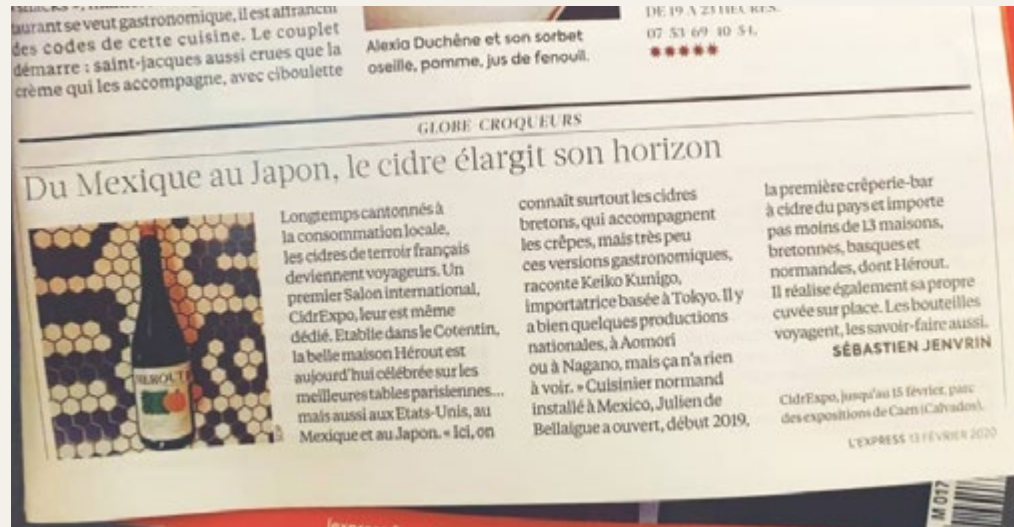 taurant se veut gastronomique, il est affranchi
des codes de cette cuisine. Le couplet
démarre : saint-jacques aussi crues que la
crème qui les accompagne, avec ciboulette
Alexia Duchêne et son sorbet
oseille, pomme, jus de fenouil.
DE 19 À 23 HEURES.
07 53 69 10 54.
GLOBE CROQUEURS
Du Mexique au Japon, le cidre élargit son horizon
Longtemps cantonnés à
la consommation locale,
les cidres de terroir français
deviennent voyageurs. Un
premier Salon international,
CidrExpo, leur est même
dédié. Etablie dans le Cotentin,
la belle maison Hérout est
aujourd'hui célébrée sur les
meilleures tables parisiennes...
mais aussi aux Etats-Unis, au
Mexique et au Japon. « Ici, on
connaît surtout les cidres
bretons, qui accompagnent
les crêpes, mais très peu
ces versions gastronomiques,
raconte Keiko Kunigo,
importatrice basée à Tokyo. Il y
a bien quelques productions
nationales, à Aomori
ou à Nagano, mais ça n'a rien
à voir. » Cuisinier normand
installé à Mexico, Julien de
Bellaigue a ouvert, début 2019,
la première crêperie-bar
à cidre du pays et importe
pas moins de 13 maisons,
bretonnes, basques et
normandes, dont Hérout.
Il réalise également sa propre
cuvée sur place. Les bouteilles
voyagent, les savoir-faire aussi.
SÉBASTIEN JENVRIN
CidrExpo, jusqu'au 15 février, parc
des expositions de Caen (Calvados).
L'EXPRESS 13 FÉVRIER 2020
M 017